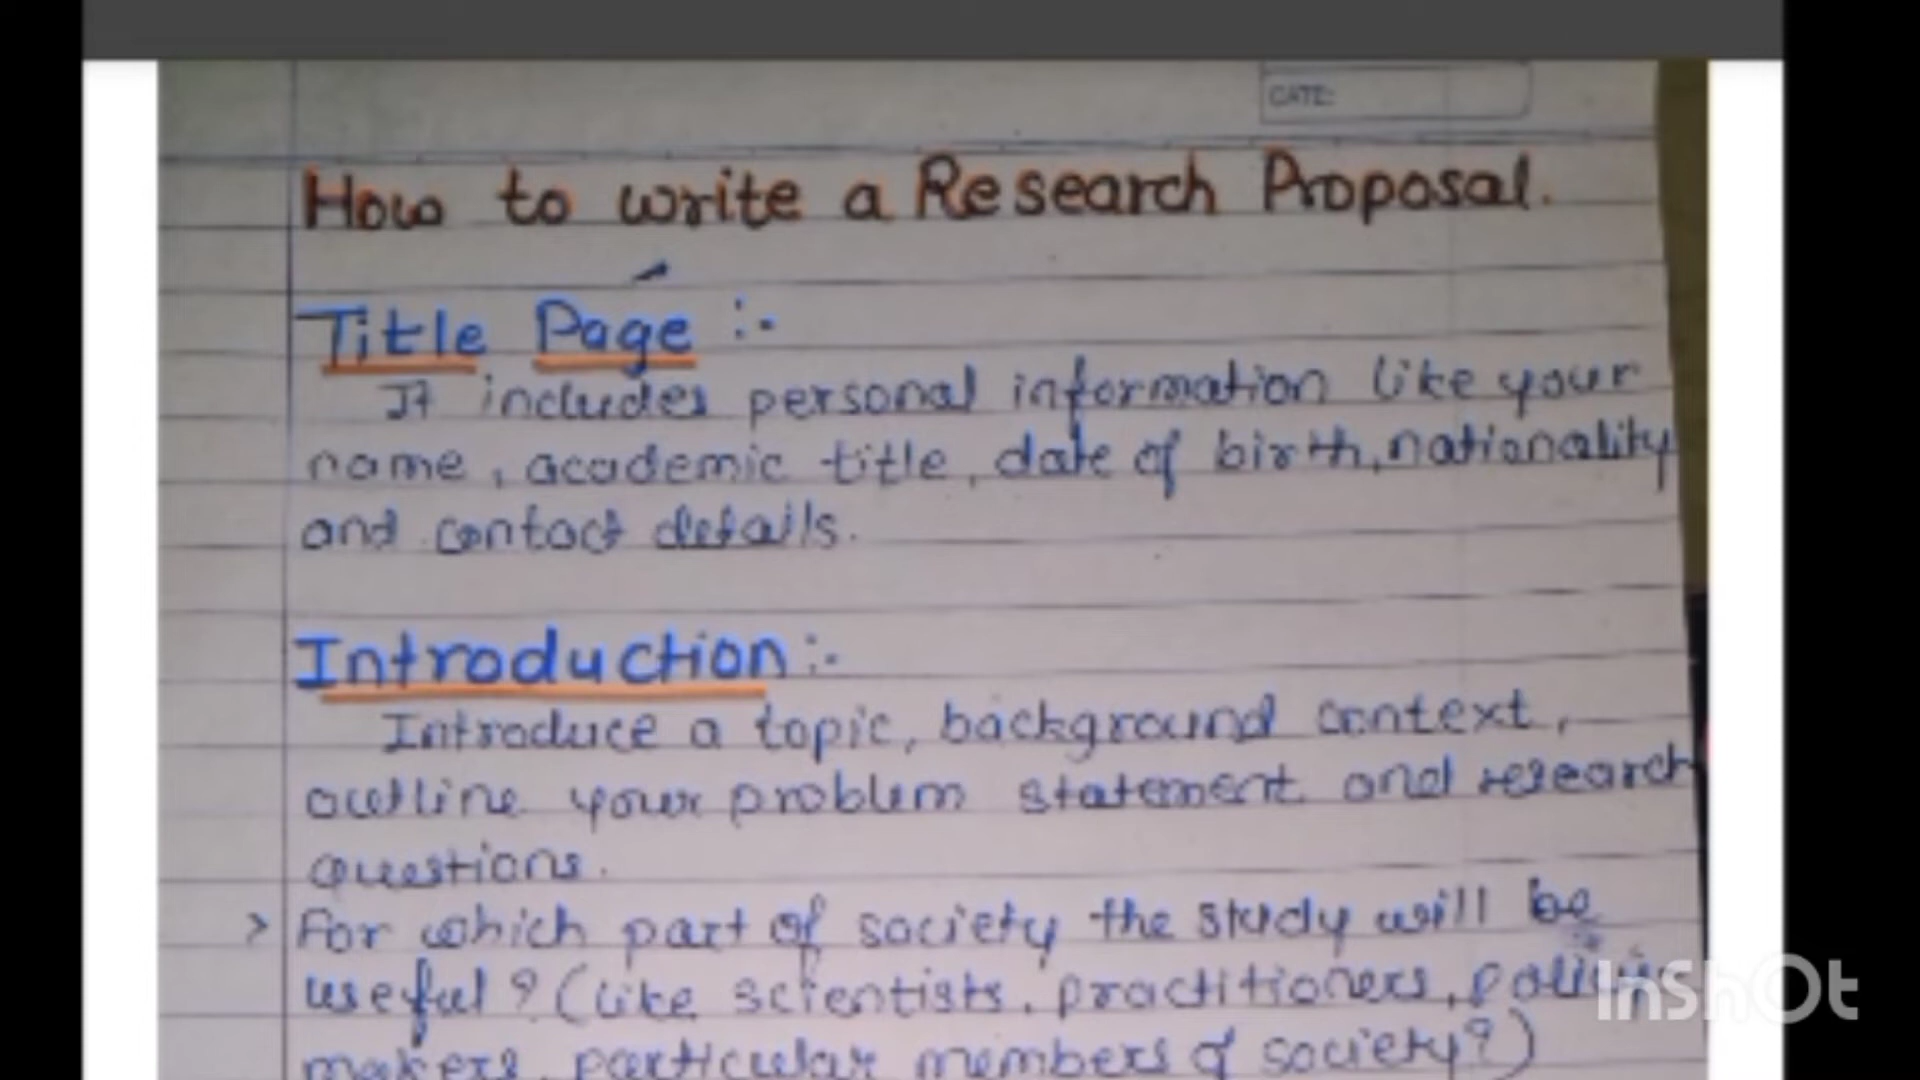 DATE:
How to write a Research Proposal.
Title Page :-
It includes personal information like your
name, academic title, date of birth, nationality
and contact details.
Introduction :-
Introduce a topic, background context,
outline your problem statement and research
questions.
> For which part of society the study will be
useful? (like scientists, practitioners, policy
makers, particular members of society?)
InShOt